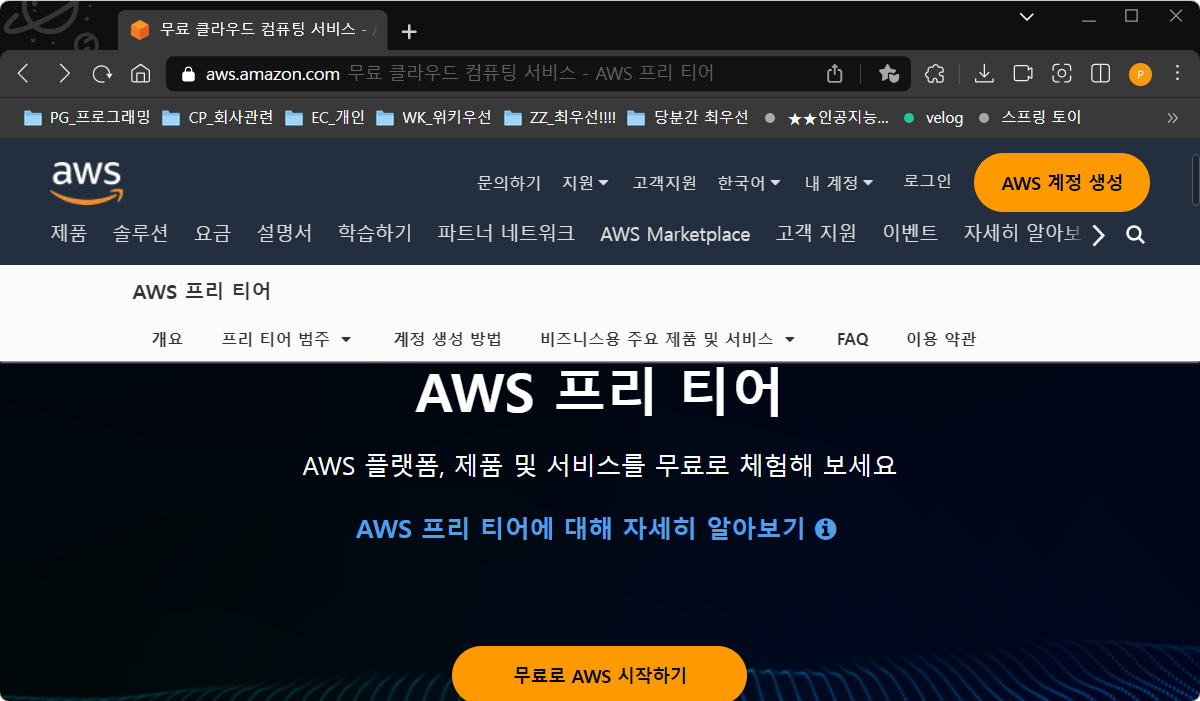 무료 클라우드 컴퓨팅 서비스 -
aws.amazon.com 무료 클라우드 컴퓨팅 서비스 - AWS 프리 티어
P
PG_프로그래밍 CP_회사관련 EC_개인 WK_위키우선 ZZ_최우선!!!! 당분간 최우선 ★★인공지능... velog 스프링 토이
aws
문의하기 지원 고객지원 한국어 내 계정 로그인 AWS 계정 생성
제품 솔루션 요금 설명서 학습하기 파트너 네트워크 AWS Marketplace 고객 지원 이벤트 자세히 알아보
AWS 프리 티어
개요 프리 티어 범주 계정 생성 방법 비즈니스용 주요 제품 및 서비스 FAQ 이용 약관
AWS 프리 티어
AWS 플랫폼, 제품 및 서비스를 무료로 체험해 보세요
AWS 프리 티어에 대해 자세히 알아보기
무료로 AWS 시작하기